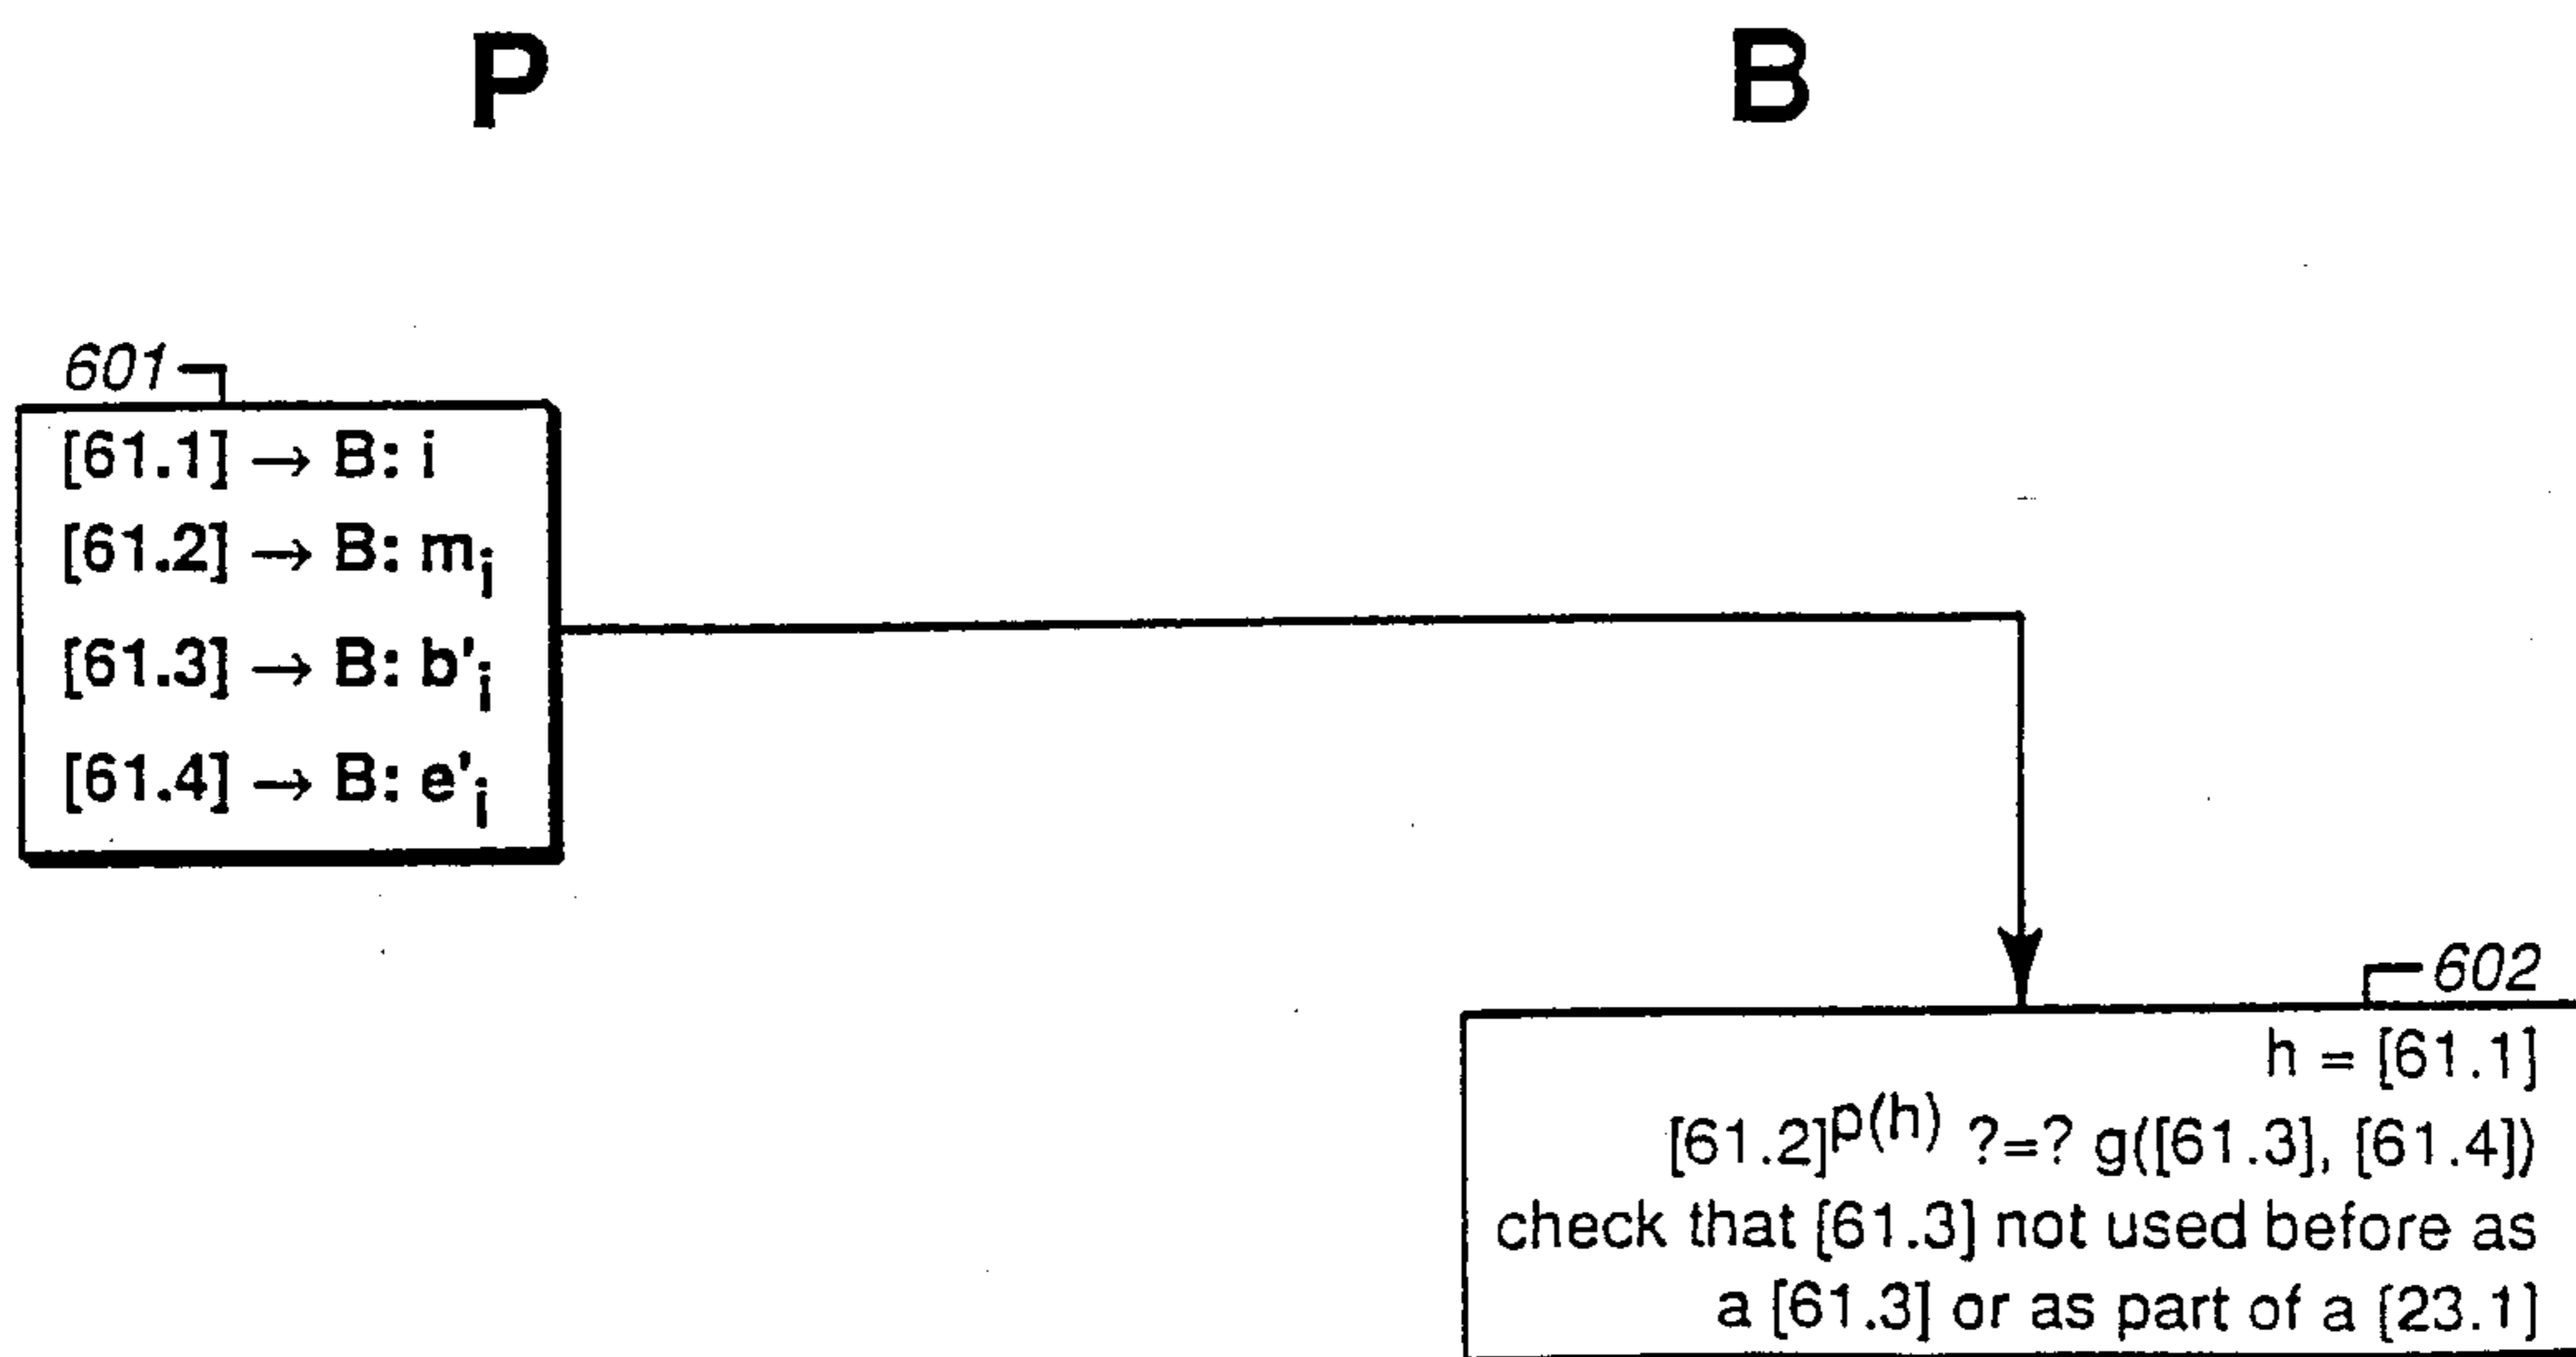 P
B
601
[61.1] → B: i
[61.2] → B: m_i
[61.3] → B: b'_i
[61.4] → B: e'_i
602
h = [61.1]
[61.2]^p(h) ?=? g([61.3], [61.4])
check that [61.3] not used before as
a [61.3] or as part of a [23.1]